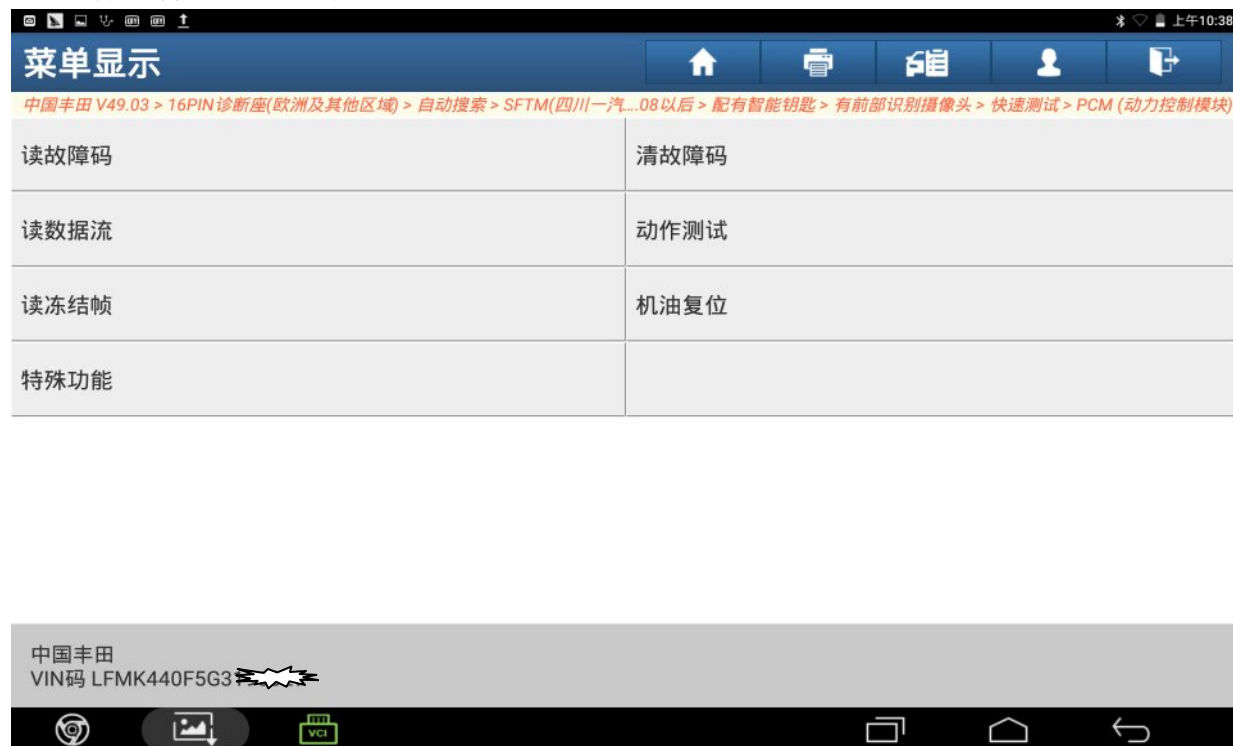 上午10:38
菜单显示
中国丰田 V49.03 > 16PIN诊断座(欧洲及其他区域) > 自动搜索 > SFTM(四川一汽....08以后 > 配有智能钥匙 > 有前部识别摄像头 > 快速测试 > PCM (动力控制模块)
读故障码
清故障码
读数据流
动作测试
读冻结帧
机油复位
特殊功能
中国丰田
VIN码 LFMK440F5G3
VCI